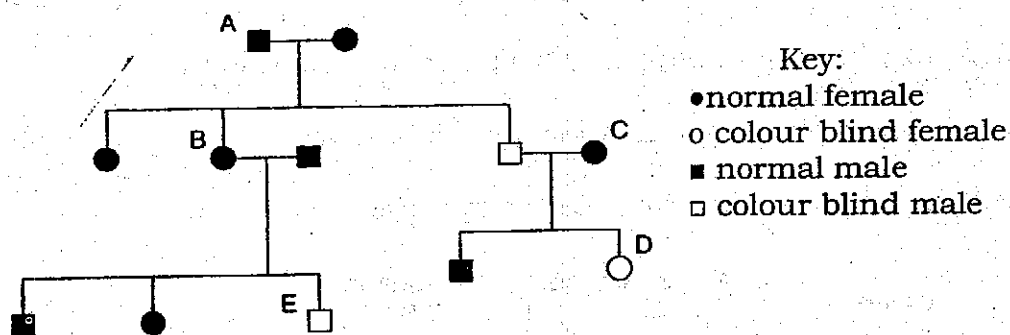 A
B
C
D
E
Key:
normal female
colour blind female
normal male
colour blind male